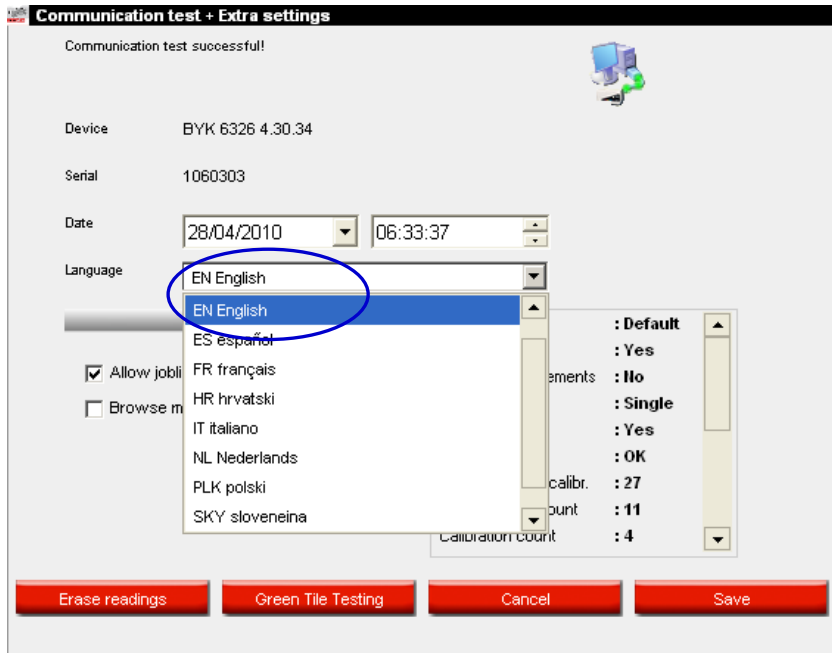 Communication test + Extra settings
Communication test successful!
Device BYK 6326 4.30.34
Serial 1060303
Date 28/04/2010 06:33:37
Language EN English
EN English
ES español
FR français
HR hrvatski
IT italiano
NL Nederlands
PLK polski
SKY sloveneina
Allow jobli
Browse m
: Default
: Yes
ements : No
: Single
: Yes
: OK
calibr. : 27
ount : 11
Calibration count : 4
Erase readings Green Tile Testing Cancel Save